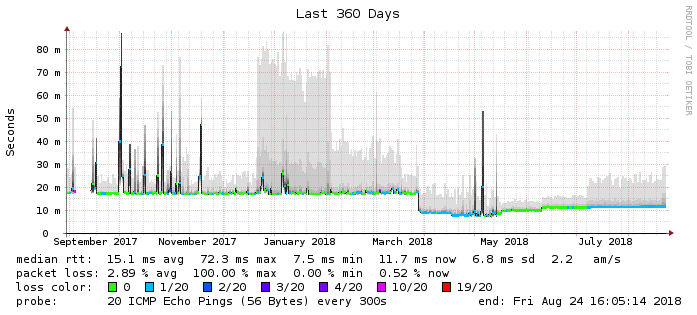 Last 360 Days
RRDTOOL / TOBI OETIKER
Seconds
80 m
70 m
60 m
50 m
40 m
30 m
20 m
10 m
0
September 2017 November 2017 January 2018 March 2018 May 2018 July 2018
median rtt: 15.1 ms avg 72.3 ms max 7.5 ms min 11.7 ms now 6.8 ms sd 2.2 am/s
packet loss: 2.89 % avg 100.00 % max 0.00 % min 0.52 % now
loss color: 0 1/20 2/20 3/20 4/20 10/20 19/20
probe: 20 ICMP Echo Pings (56 Bytes) every 300s end: Fri Aug 24 16:05:14 2018